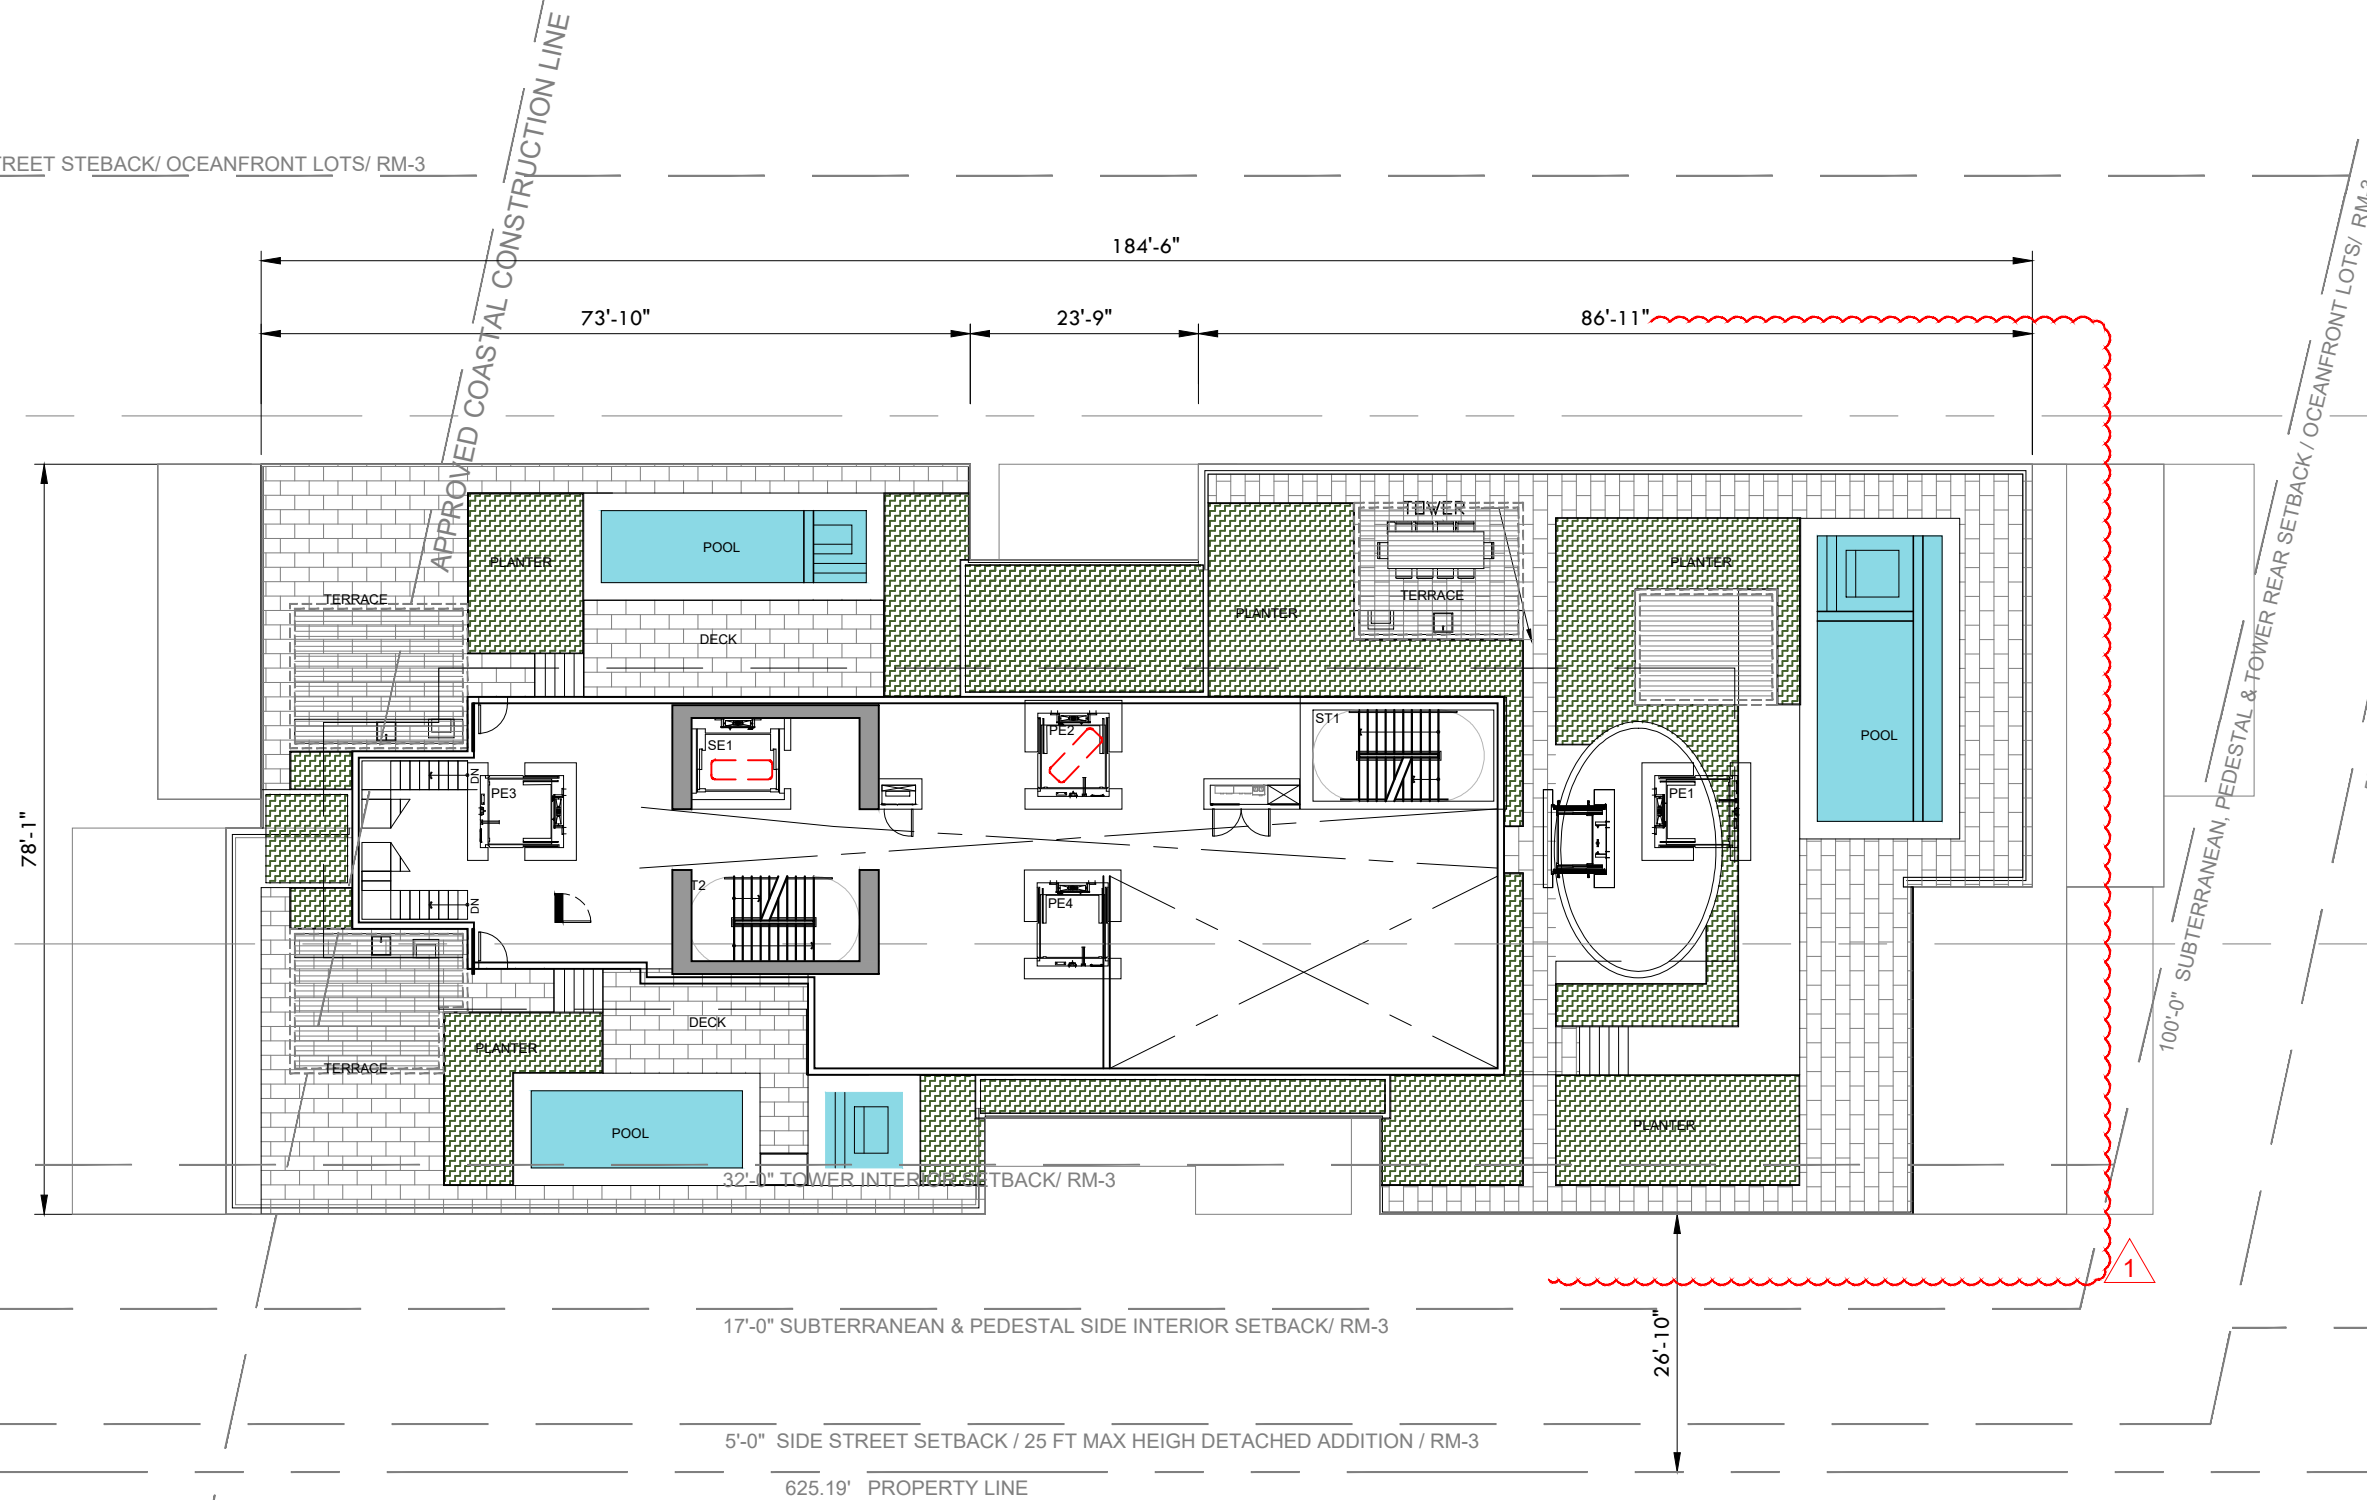 APPROVED COASTAL CONSTRUCTION LINE
STREET STEBACK/ OCEANFRONT LOTS/ RM-3
184'-6"
73'-10"
23'-9"
86'-11"
78'-1"
TOWER
POOL
PLANTER
PLANTER
TERRACE
TERRACE
PLANTER
DECK
ST1
SE1
PE2
POOL
DN
PE3
PE1
T2
PE4
DN
DECK
PLANTER
TERRACE
POOL
PLANTER
32'-0" TOWER INTERIOR SETBACK/ RM-3
100'-0" SUBTERRANEAN, PEDESTAL & TOWER REAR SETBACK / OCEANFRONT LOTS/ RM-3
1
17'-0" SUBTERRANEAN & PEDESTAL SIDE INTERIOR SETBACK/ RM-3
26'-10"
5'-0" SIDE STREET SETBACK / 25 FT MAX HEIGH DETACHED ADDITION / RM-3
625.19' PROPERTY LINE